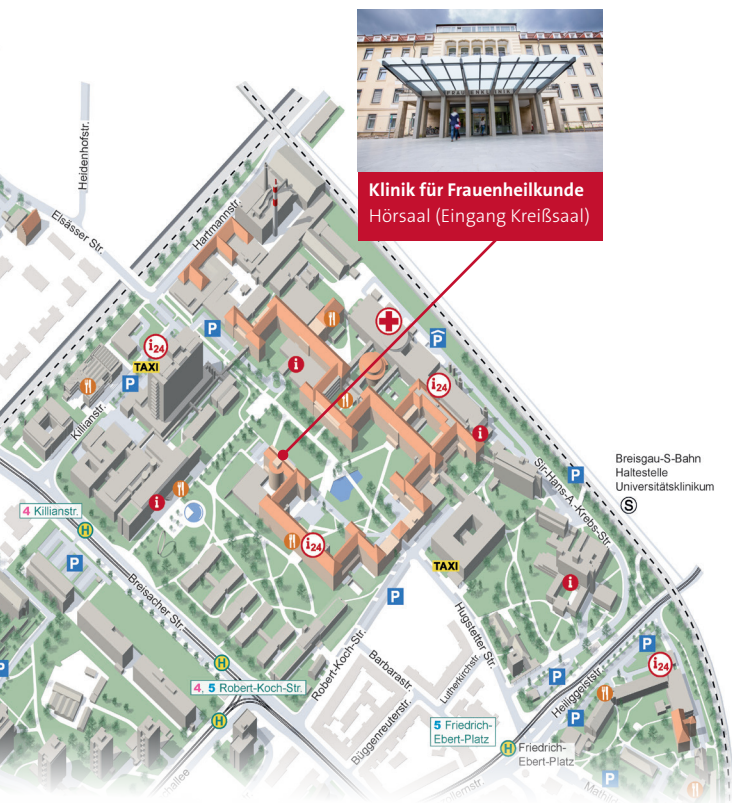 FRAUENKLINIK
Klinik für Frauenheilkunde
Hörsaal (Eingang Kreißsaal)
Heidenhofstr.
Elsässer Str.
Hartmannstr.
P
i24
TAXI
P
P
i
i24
i
Killianstr.
4 Killianstr.
H
i
P
Breisacher Str.
i24
Sir-Hans-A.-Krebs-Str
P
Breisgau-S-Bahn
Haltestelle
Universitätsklinikum
S
TAXI
i
P
Hugstetter Str.
Robert-Koch-Str.
Barbarastr.
Lutherkirchstr.
Büggenreuterstr.
H
4, 5 Robert-Koch-Str.
H
P
P
Heiliggeiststr.
P
i24
P
5 Friedrich-
Ebert-Platz
H
Friedrich-
Ebert-Platz
P
-allee